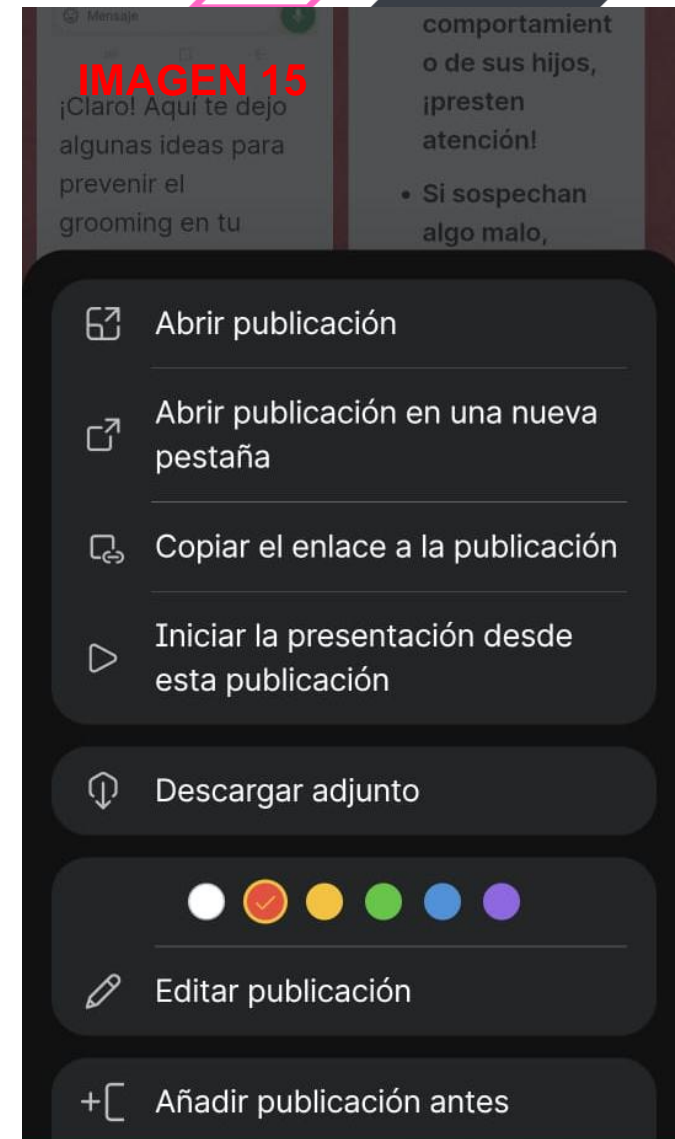 Mensaje
IMAGEN 15
¡Claro! Aquí te dejo
algunas ideas para
prevenir el
grooming en tu
comportamient
o de sus hijos,
¡presten
atención!
• Si sospechan
algo malo,
Abrir publicación
Abrir publicación en una nueva
pestaña
Copiar el enlace a la publicación
Iniciar la presentación desde
esta publicación
Descargar adjunto
Editar publicación
Añadir publicación antes